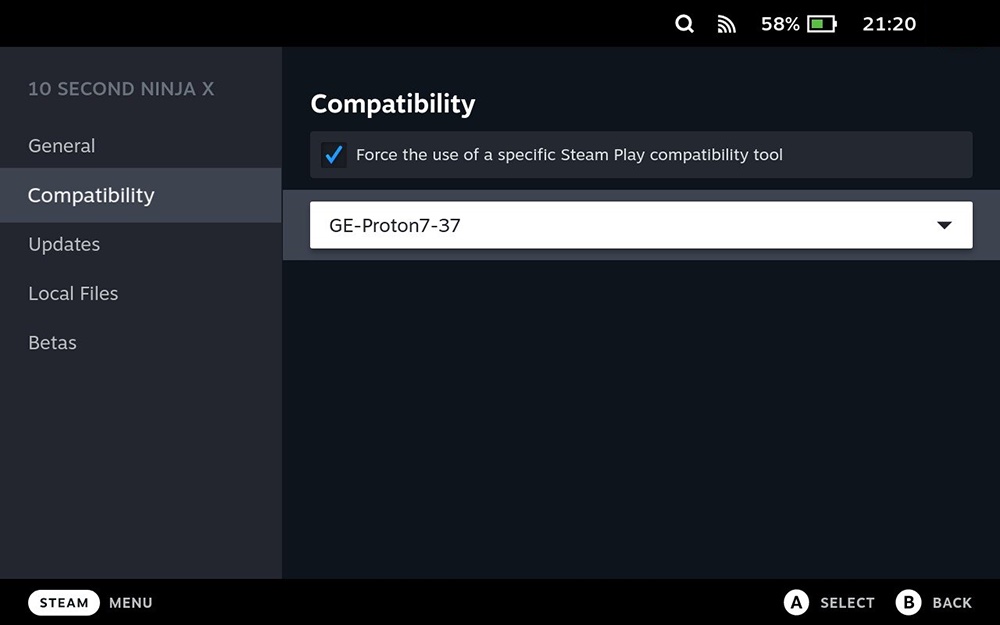 58%
21:20
10 SECOND NINJA X
General
Compatibility
Updates
Local Files
Betas
Compatibility
Force the use of a specific Steam Play compatibility tool
GE-Proton7-37
STEAM MENU
A SELECT B BACK